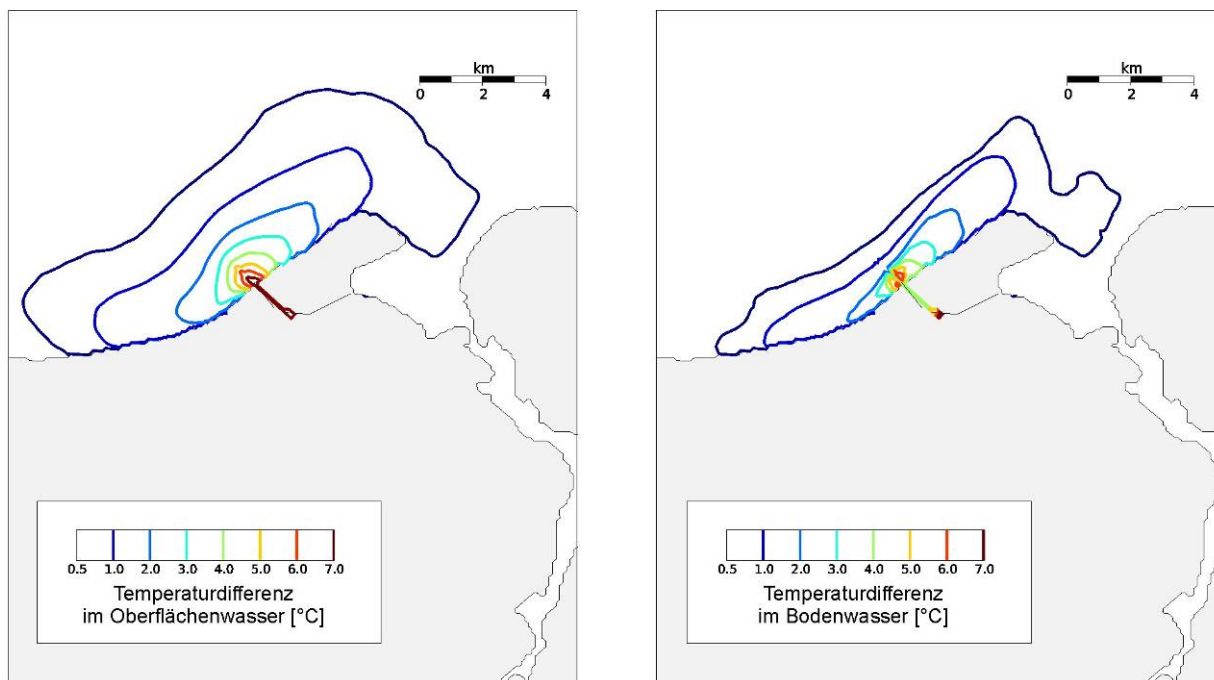 km
0 2 4
0.5 1.0 2.0 3.0 4.0 5.0 6.0 7.0
Temperaturdifferenz
im Oberflächenwasser [°C]
km
0 2 4
0.5 1.0 2.0 3.0 4.0 5.0 6.0 7.0
Temperaturdifferenz
im Bodenwasser [°C]